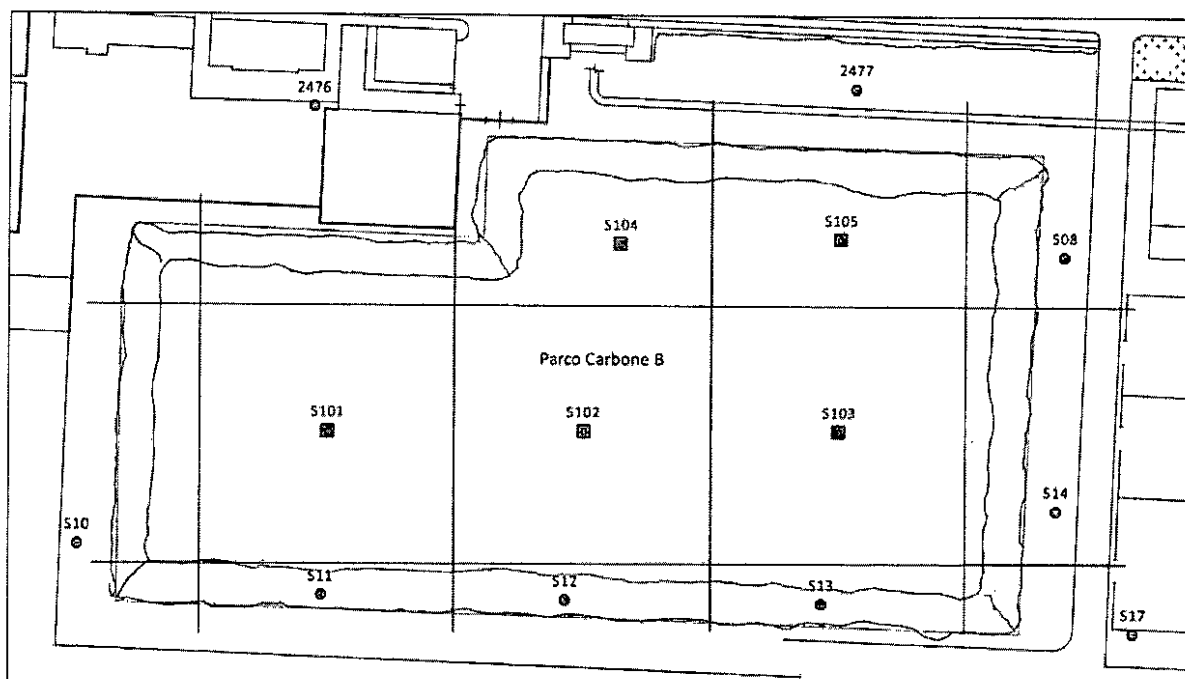 2477
2476
S104
S105
S08
Parco Carbone B
S101
S102
S103
S14
S10
S11
S12
S13
S17